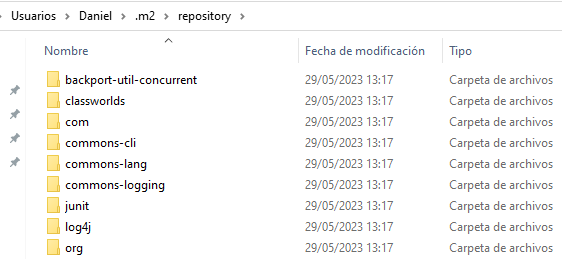 Usuarios > Daniel > .m2 > repository >
Nombre Fecha de modificación Tipo
backport-util-concurrent 29/05/2023 13:17 Carpeta de archivos
classworlds 29/05/2023 13:17 Carpeta de archivos
com 29/05/2023 13:17 Carpeta de archivos
commons-cli 29/05/2023 13:17 Carpeta de archivos
commons-lang 29/05/2023 13:17 Carpeta de archivos
commons-logging 29/05/2023 13:17 Carpeta de archivos
junit 29/05/2023 13:17 Carpeta de archivos
log4j 29/05/2023 13:17 Carpeta de archivos
org 29/05/2023 13:17 Carpeta de archivos